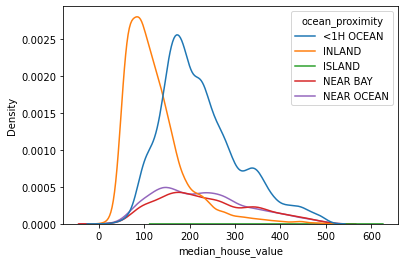 ocean_proximity
<1H OCEAN
INLAND
ISLAND
NEAR BAY
NEAR OCEAN
0.0025
0.0020
0.0015
0.0010
0.0005
0.0000
Density
0 100 200 300 400 500 600
median_house_value